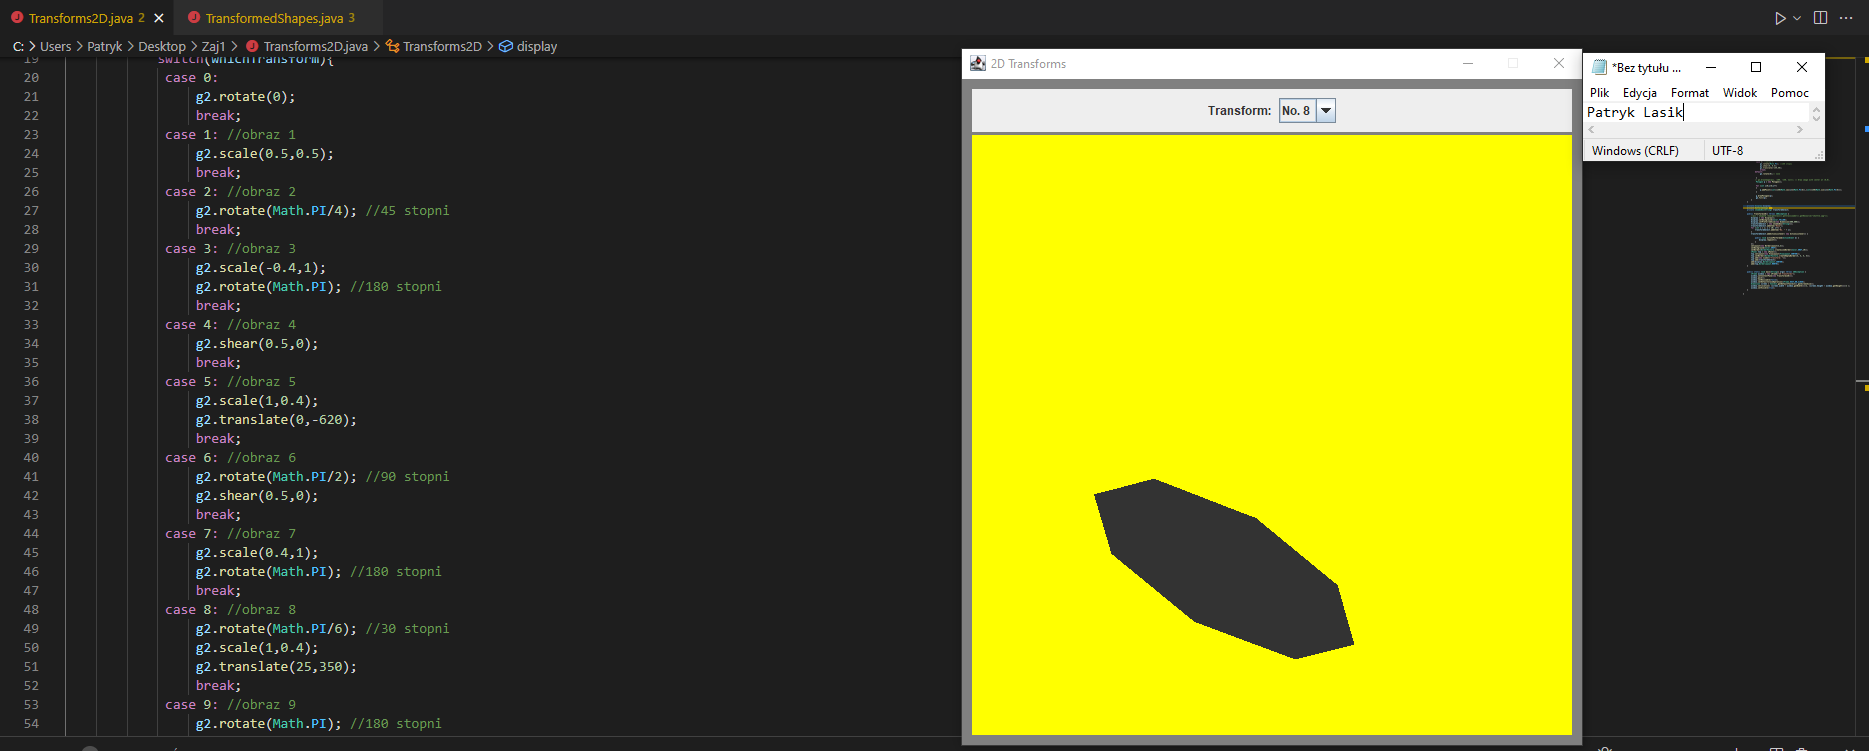 Transforms2D.java 2
TransformedShapes.java 3
C: > Users > Patryk > Desktop > Zaj1 > Transforms2D.java > Transforms2D > display
19 switch(whichTransform){
20 case 0:
21 g2.rotate(0);
22 break;
23 case 1: //obraz 1
24 g2.scale(0.5,0.5);
25 break;
26 case 2: //obraz 2
27 g2.rotate(Math.PI/4); //45 stopni
28 break;
29 case 3: //obraz 3
30 g2.scale(-0.4,1);
31 g2.rotate(Math.PI); //180 stopni
32 break;
33 case 4: //obraz 4
34 g2.shear(0.5,0);
35 break;
36 case 5: //obraz 5
37 g2.scale(1,0.4);
38 g2.translate(0,-620);
39 break;
40 case 6: //obraz 6
41 g2.rotate(Math.PI/2); //90 stopni
42 g2.shear(0.5,0);
43 break;
44 case 7: //obraz 7
45 g2.scale(0.4,1);
46 g2.rotate(Math.PI); //180 stopni
47 break;
48 case 8: //obraz 8
49 g2.rotate(Math.PI/6); //30 stopni
50 g2.scale(1,0.4);
51 g2.translate(25,350);
52 break;
53 case 9: //obraz 9
54 g2.rotate(Math.PI); //180 stopni
2D Transforms
Transform: No. 8
*Bez tytułu ...
Plik Edycja Format Widok Pomoc
Patryk Lasik
Windows (CRLF) UTF-8